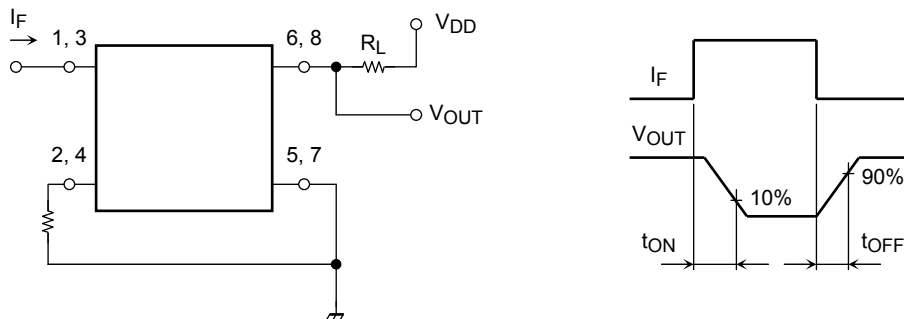 IF
1, 3
6, 8
RL
VDD
VOUT
2, 4
5, 7
IF
VOUT
10%
90%
tON
tOFF